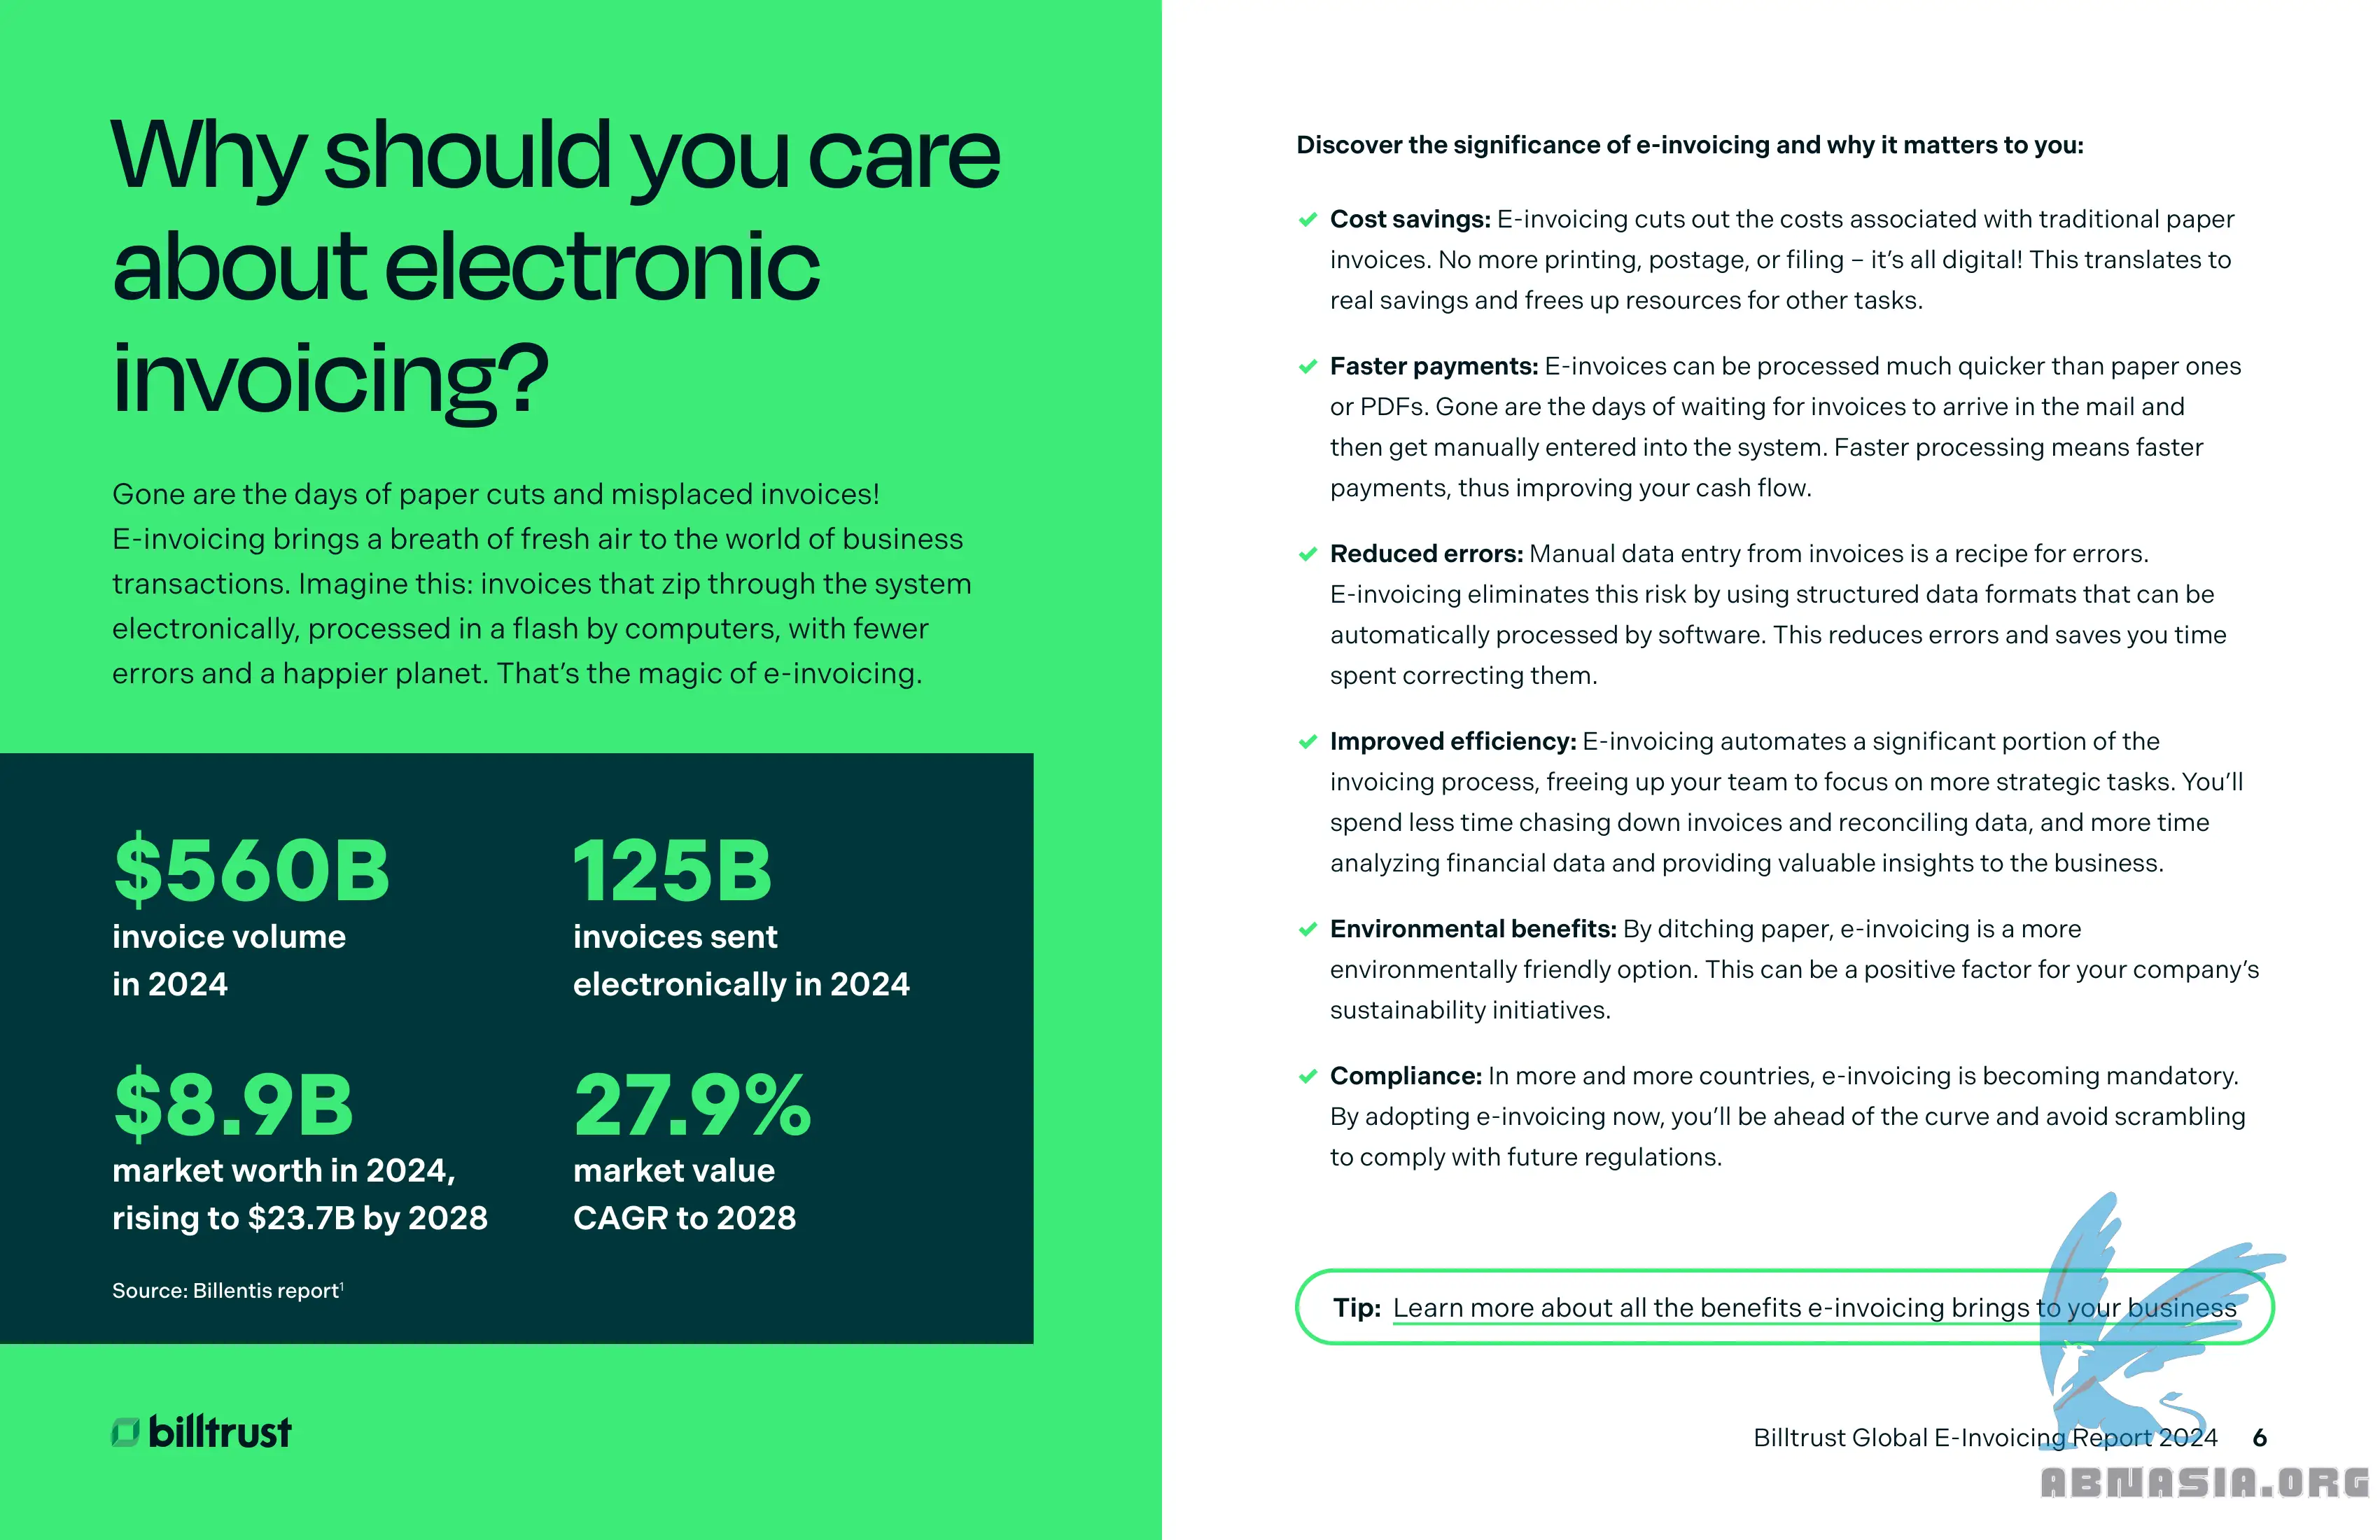 Why should you care
about electronic
invoicing?
Gone are the days of paper cuts and misplaced invoices!
E-invoicing brings a breath of fresh air to the world of business
transactions. Imagine this: invoices that zip through the system
electronically, processed in a flash by computers, with fewer
errors and a happier planet. That’s the magic of e-invoicing.
$560B
invoice volume
in 2024
125B
invoices sent
electronically in 2024
$8.9B
market worth in 2024,
rising to $23.7B by 2028
27.9%
market value
CAGR to 2028
Source: Billentis report¹
billtrust
Discover the significance of e-invoicing and why it matters to you:
Cost savings: E-invoicing cuts out the costs associated with traditional paper
invoices. No more printing, postage, or filing – it’s all digital! This translates to
real savings and frees up resources for other tasks.
Faster payments: E-invoices can be processed much quicker than paper ones
or PDFs. Gone are the days of waiting for invoices to arrive in the mail and
then get manually entered into the system. Faster processing means faster
payments, thus improving your cash flow.
Reduced errors: Manual data entry from invoices is a recipe for errors.
E-invoicing eliminates this risk by using structured data formats that can be
automatically processed by software. This reduces errors and saves you time
spent correcting them.
Improved efficiency: E-invoicing automates a significant portion of the
invoicing process, freeing up your team to focus on more strategic tasks. You’ll
spend less time chasing down invoices and reconciling data, and more time
analyzing financial data and providing valuable insights to the business.
Environmental benefits: By ditching paper, e-invoicing is a more
environmentally friendly option. This can be a positive factor for your company’s
sustainability initiatives.
Compliance: In more and more countries, e-invoicing is becoming mandatory.
By adopting e-invoicing now, you’ll be ahead of the curve and avoid scrambling
to comply with future regulations.
Tip: Learn more about all the benefits e-invoicing brings to your business
Billtrust Global E-Invoicing Report 2024 6
ABNASIA.ORG